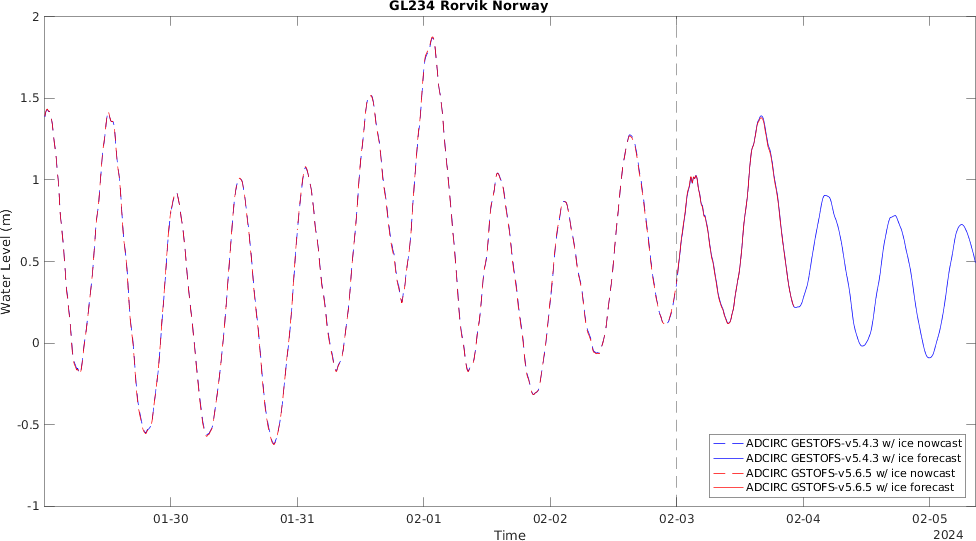 GL234 Rorvik Norway
2
1.5
1
0.5
0
-0.5
-1
Water Level (m)
01-30 01-31 02-01 02-02 02-03 02-04 02-05
Time
2024
ADCIRC GESTOFS-v5.4.3 w/ ice nowcast
ADCIRC GESTOFS-v5.4.3 w/ ice forecast
ADCIRC GSTOFS-v5.6.5 w/ ice nowcast
ADCIRC GSTOFS-v5.6.5 w/ ice forecast